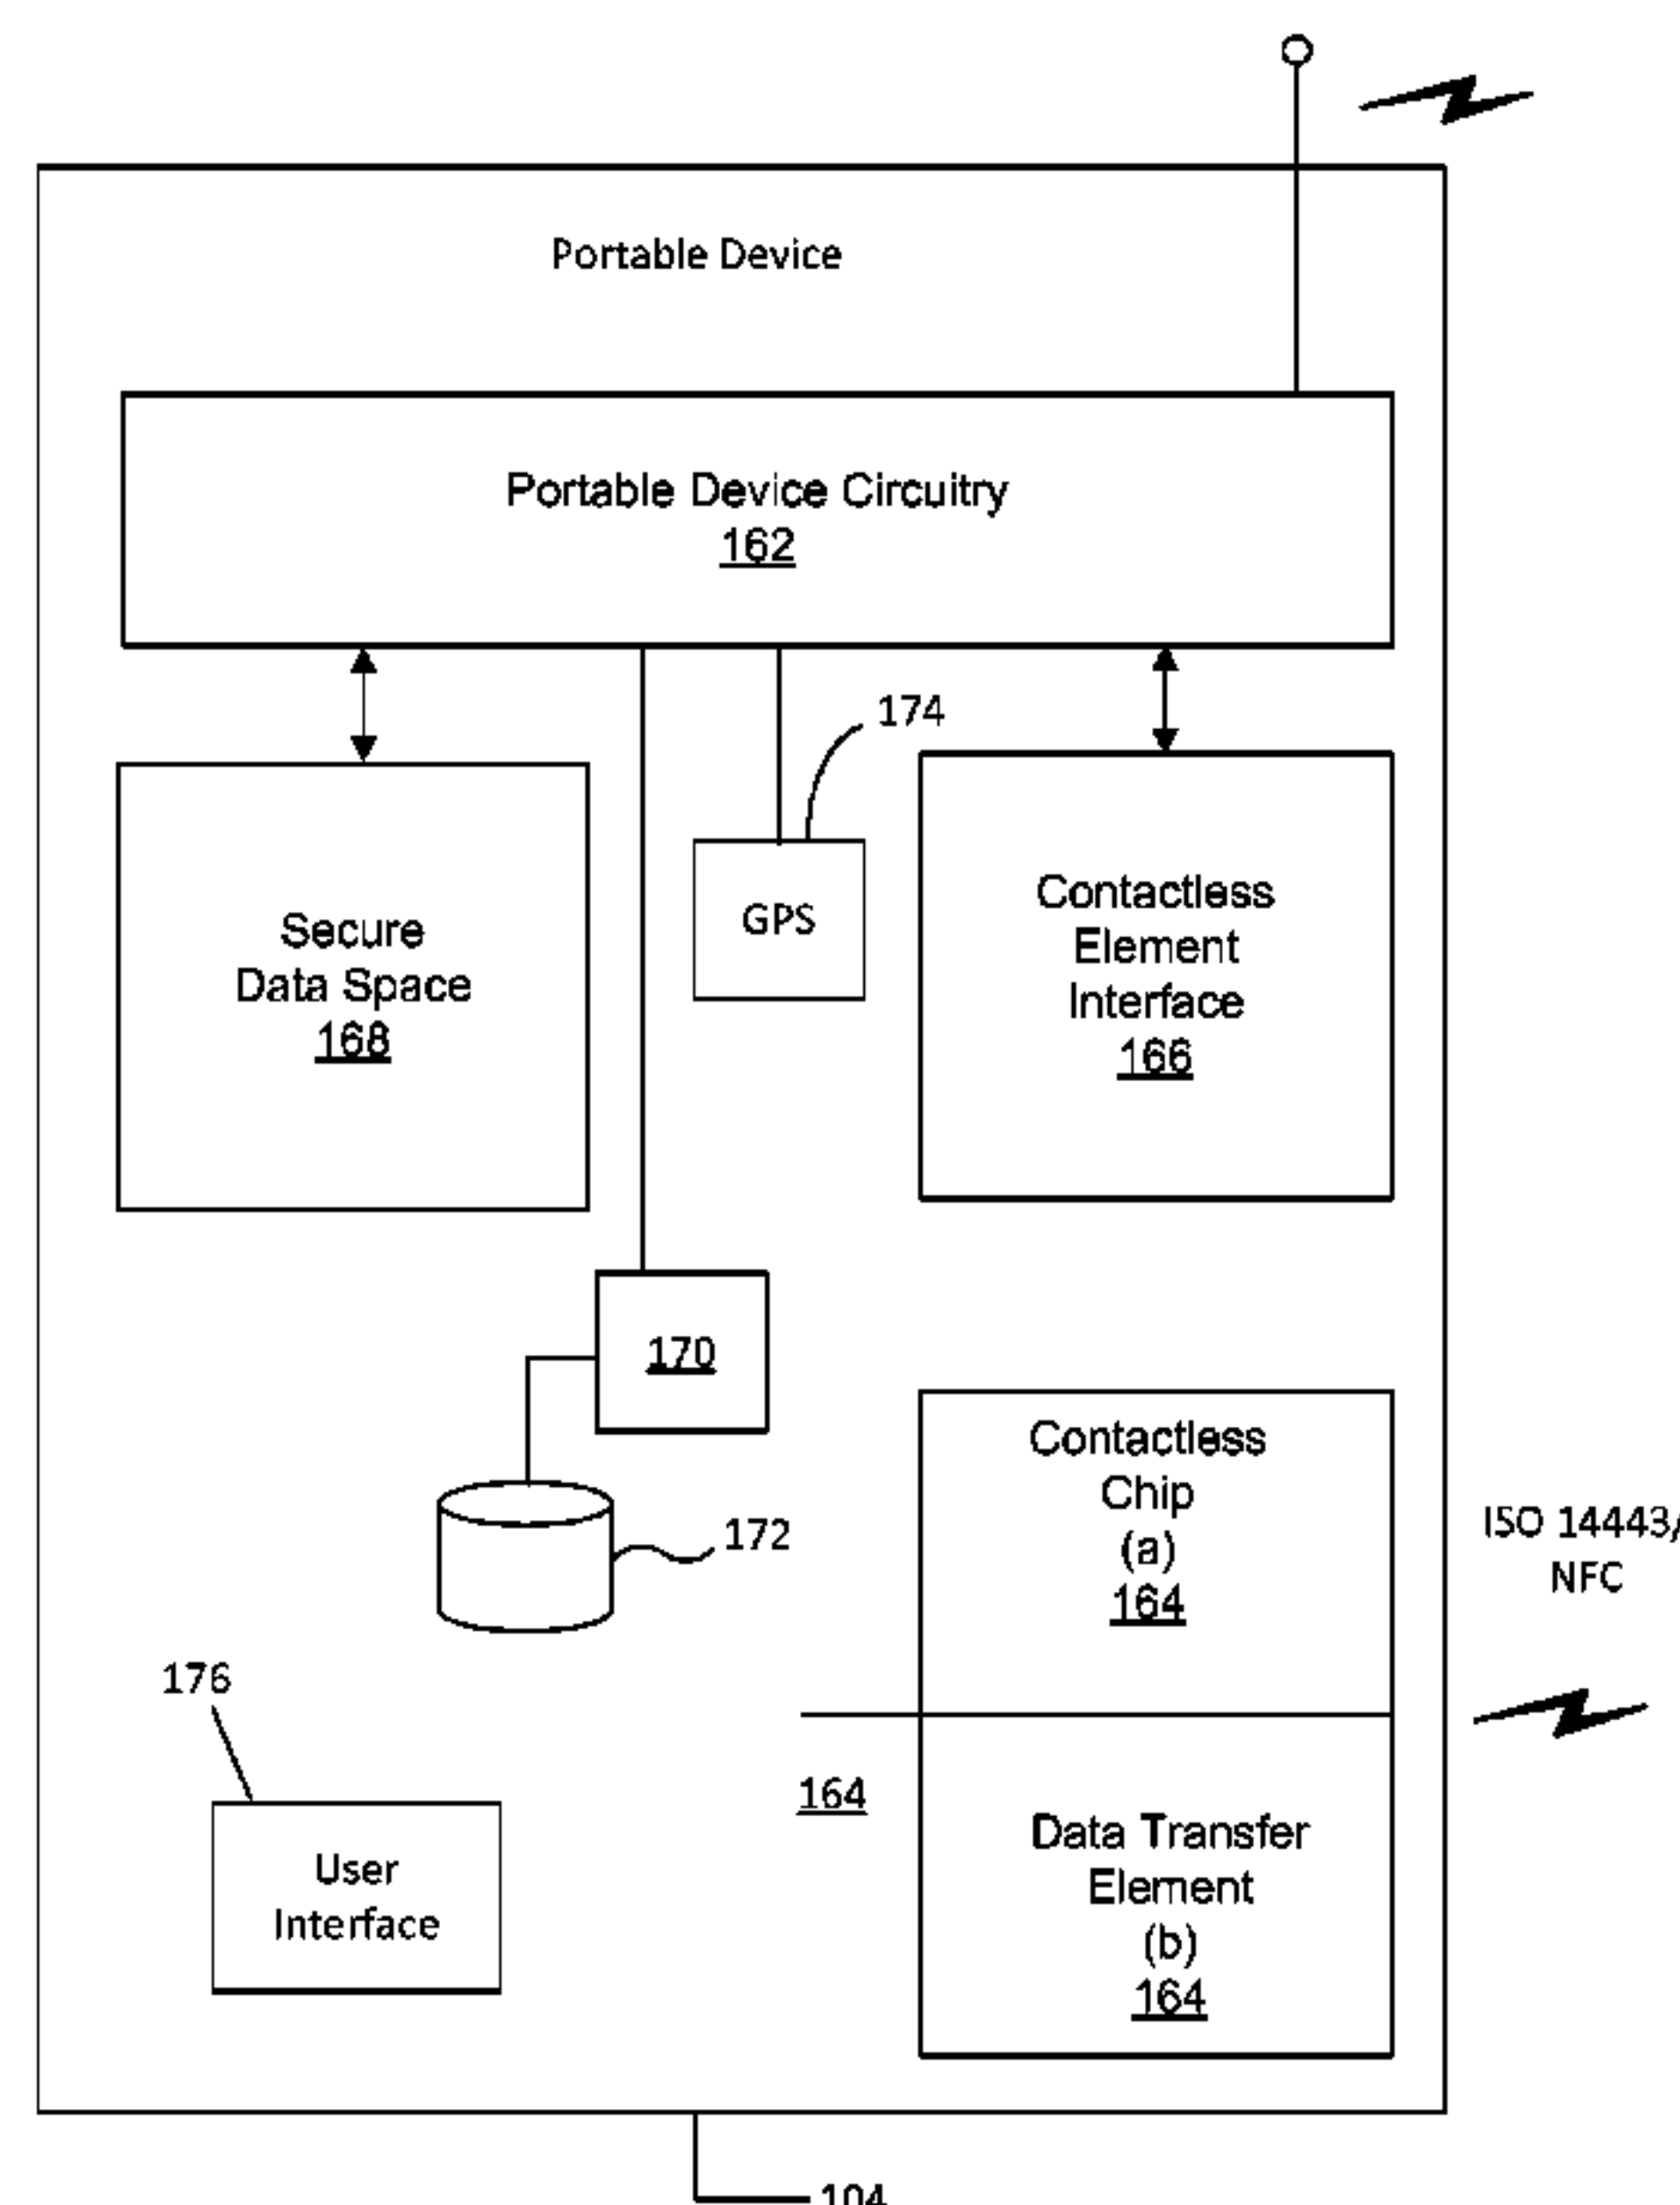 Portable Device
Portable Device Circuitry
162
174
GPS
Secure
Data Space
168
Contactless
Element
Interface
166
170
172
Contactless
Chip
(a)
164
ISO 14443/
NFC
176
User
Interface
164
Data Transfer
Element
(b)
164
104